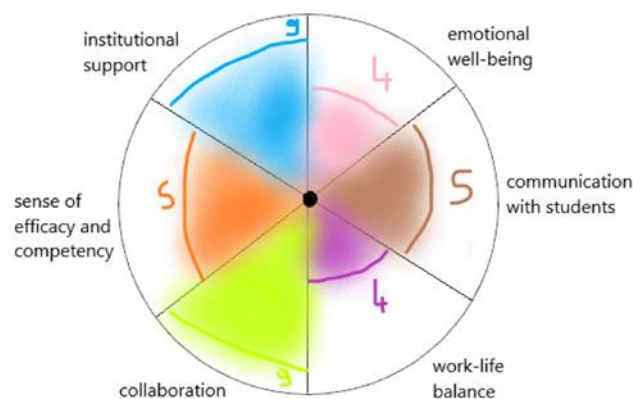 institutional
support
9
4
emotional
well-being
sense of
efficacy and
competency
5
5
communication
with students
4
collaboration
9
work-life
balance